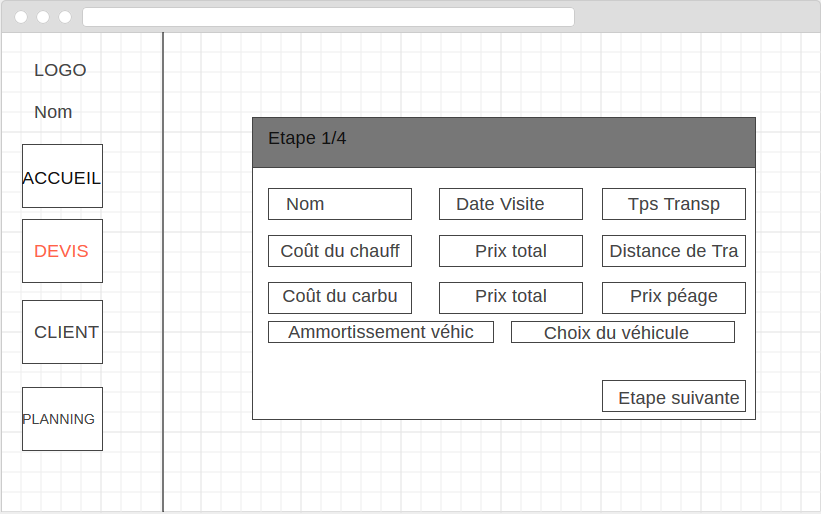 LOGO
Nom
ACCUEIL
DEVIS
CLIENT
PLANNING
Etape 1/4
Nom
Date Visite
Tps Transp
Coût du chauff
Prix total
Distance de Tra
Coût du carbu
Prix total
Prix péage
Ammortissement véhic
Choix du véhicule
Etape suivante